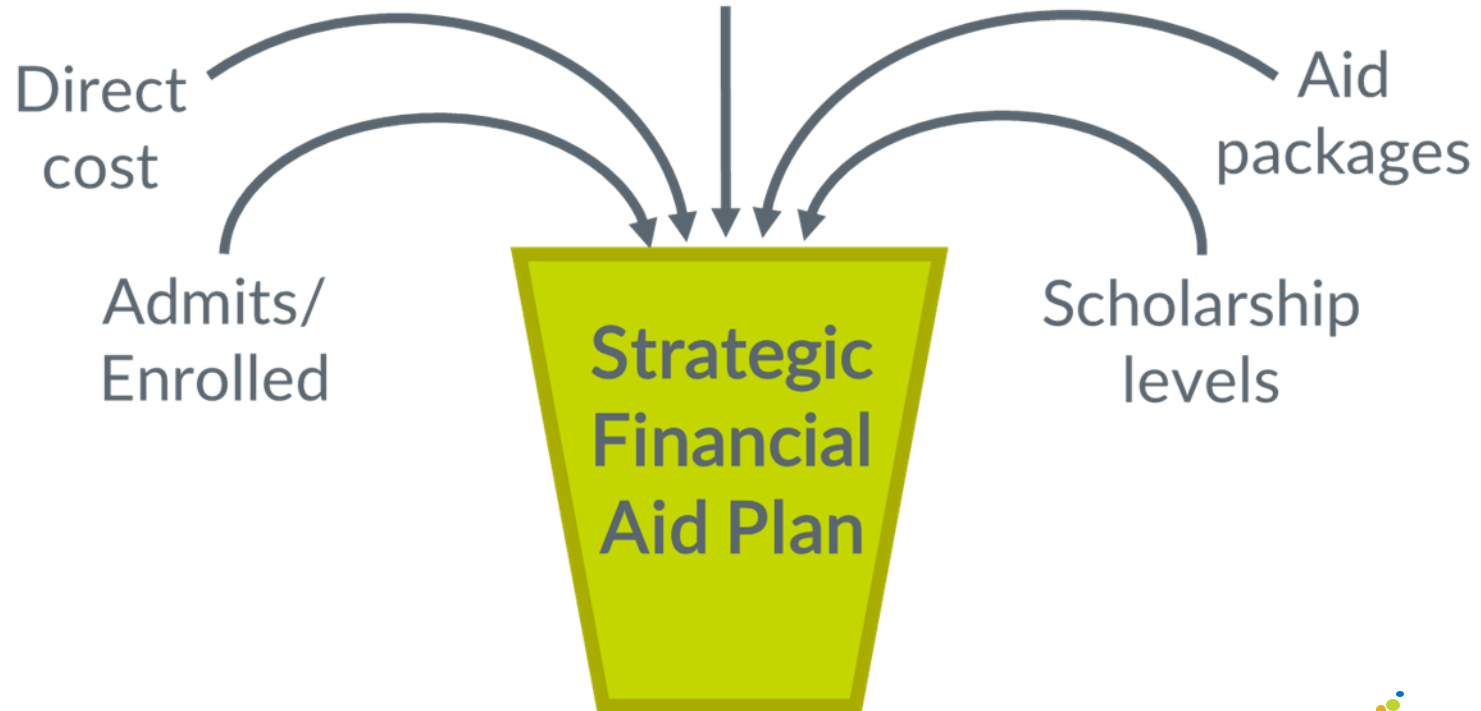 Direct
cost
Admits/
Enrolled
Aid
packages
Scholarship
levels
Strategic
Financial
Aid Plan